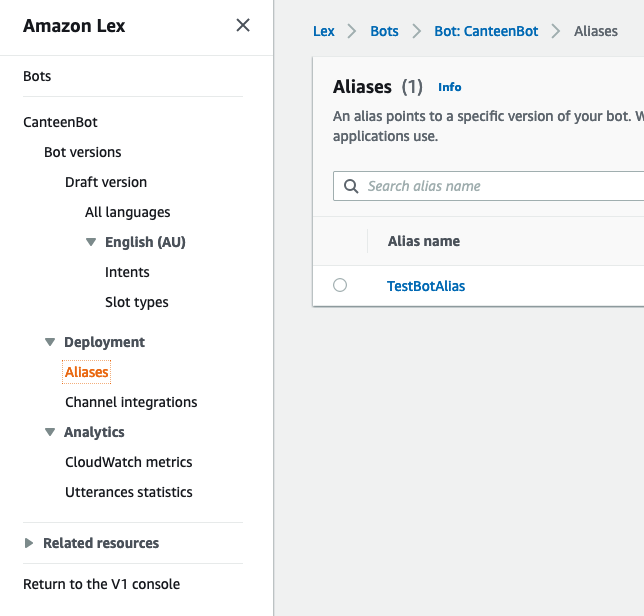 Amazon Lex
Bots
CanteenBot
Bot versions
Draft version
All languages
English (AU)
Intents
Slot types
Deployment
Aliases
Channel integrations
Analytics
CloudWatch metrics
Utterances statistics
Related resources
Return to the V1 console
Lex > Bots > Bot: CanteenBot > Aliases
Aliases (1) Info
An alias points to a specific version of your bot. W
applications use.
Search alias name
Alias name
TestBotAlias